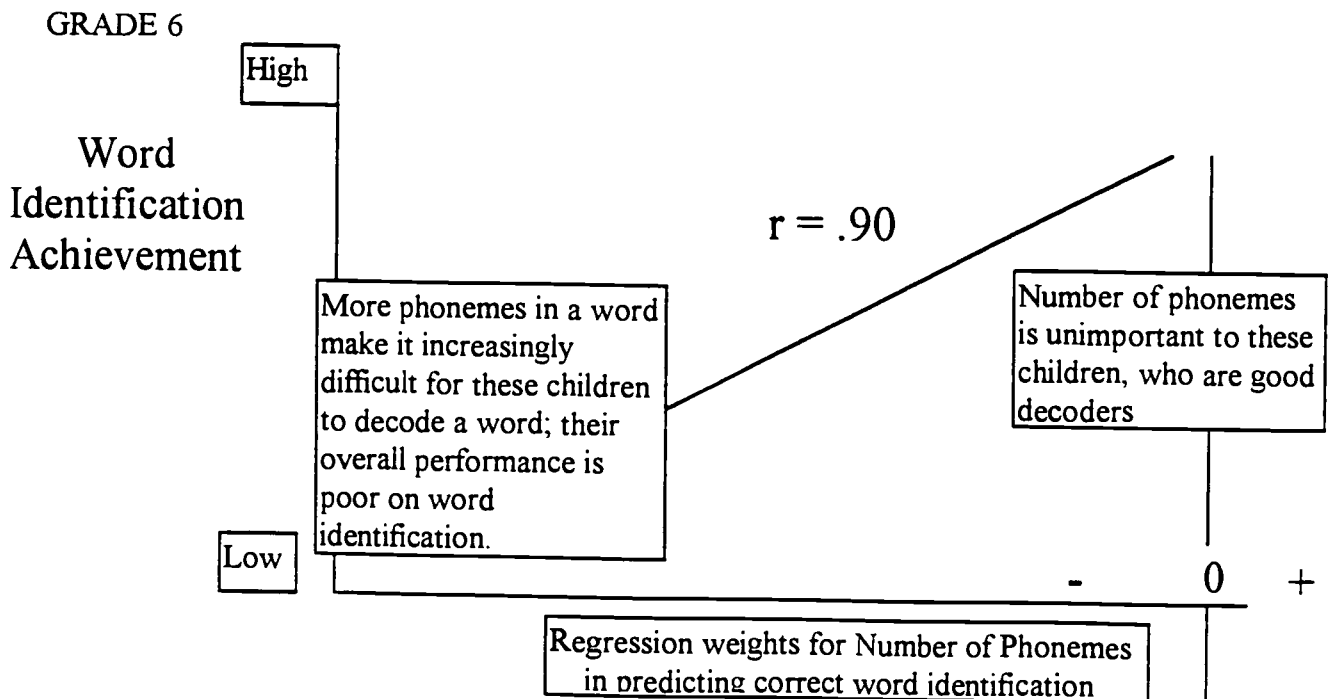 GRADE 6
High
Word
Identification
Achievement
r = .90
More phonemes in a word
make it increasingly
difficult for these children
to decode a word; their
overall performance is
poor on word
identification.
Number of phonemes
is unimportant to these
children, who are good
decoders
Low
- 0 +
Regression weights for Number of Phonemes
in predicting correct word identification